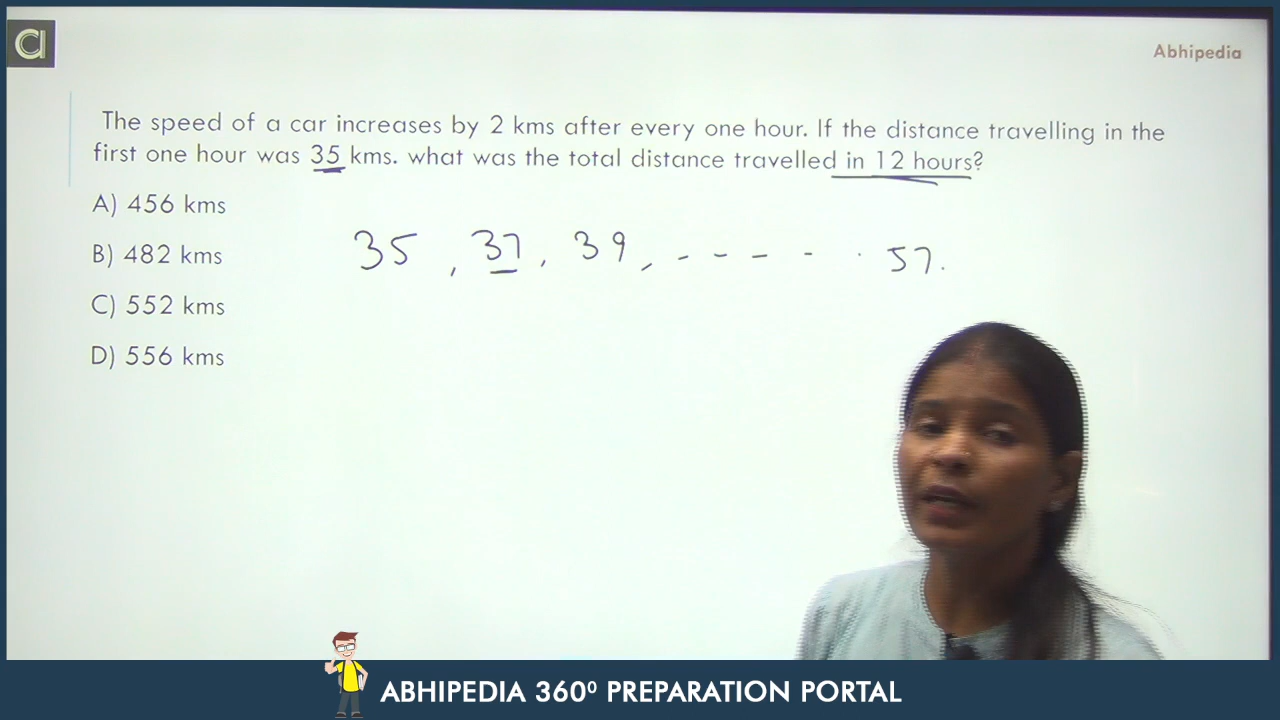 Abhipedia
The speed of a car increases by 2 kms after every one hour. If the distance travelling in the
first one hour was 35 kms. what was the total distance travelled in 12 hours?
A) 456 kms
B) 482 kms
C) 552 kms
D) 556 kms
35, 37, 39, - - - - . 57.
ABHIPEDIA 360⁰ PREPARATION PORTAL